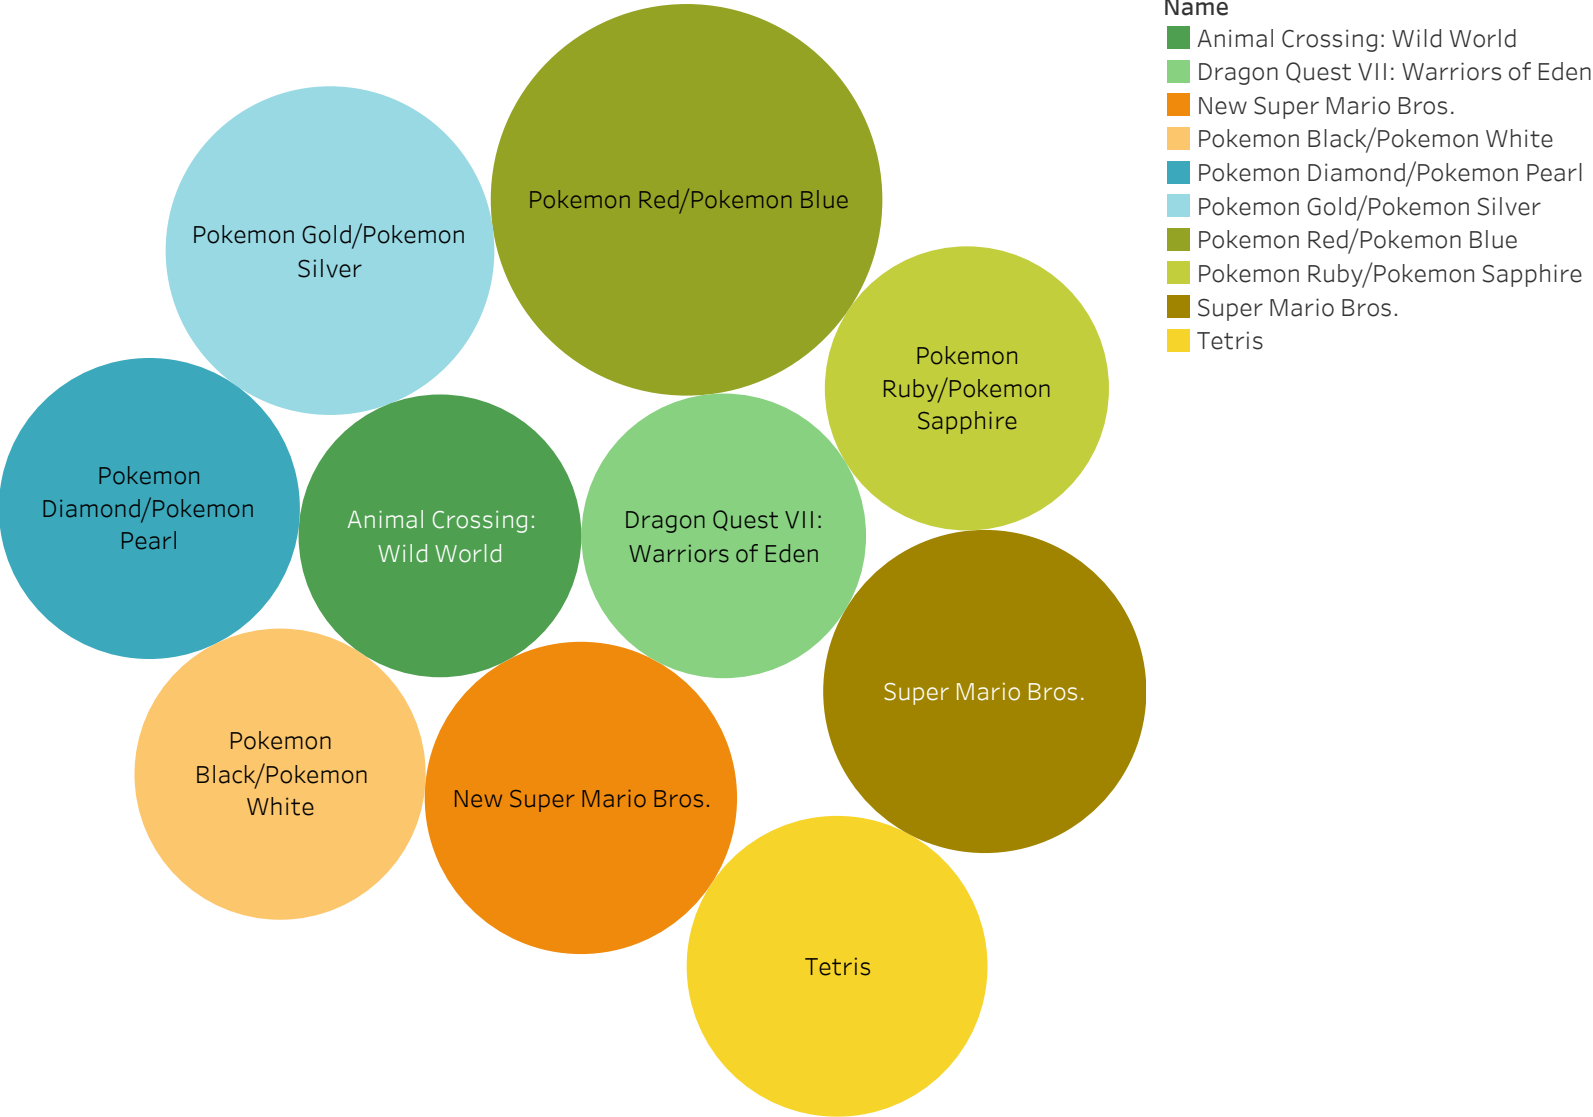 Name
Animal Crossing: Wild World
Dragon Quest VII: Warriors of Eden
New Super Mario Bros.
Pokemon Black/Pokemon White
Pokemon Diamond/Pokemon Pearl
Pokemon Gold/Pokemon Silver
Pokemon Red/Pokemon Blue
Pokemon Ruby/Pokemon Sapphire
Super Mario Bros.
Tetris
Pokemon Red/Pokemon Blue
Pokemon Gold/Pokemon
Silver
Pokemon
Ruby/Pokemon
Sapphire
Pokemon
Diamond/Pokemon
Pearl
Animal Crossing:
Wild World
Dragon Quest VII:
Warriors of Eden
Super Mario Bros.
Pokemon
Black/Pokemon
White
New Super Mario Bros.
Tetris